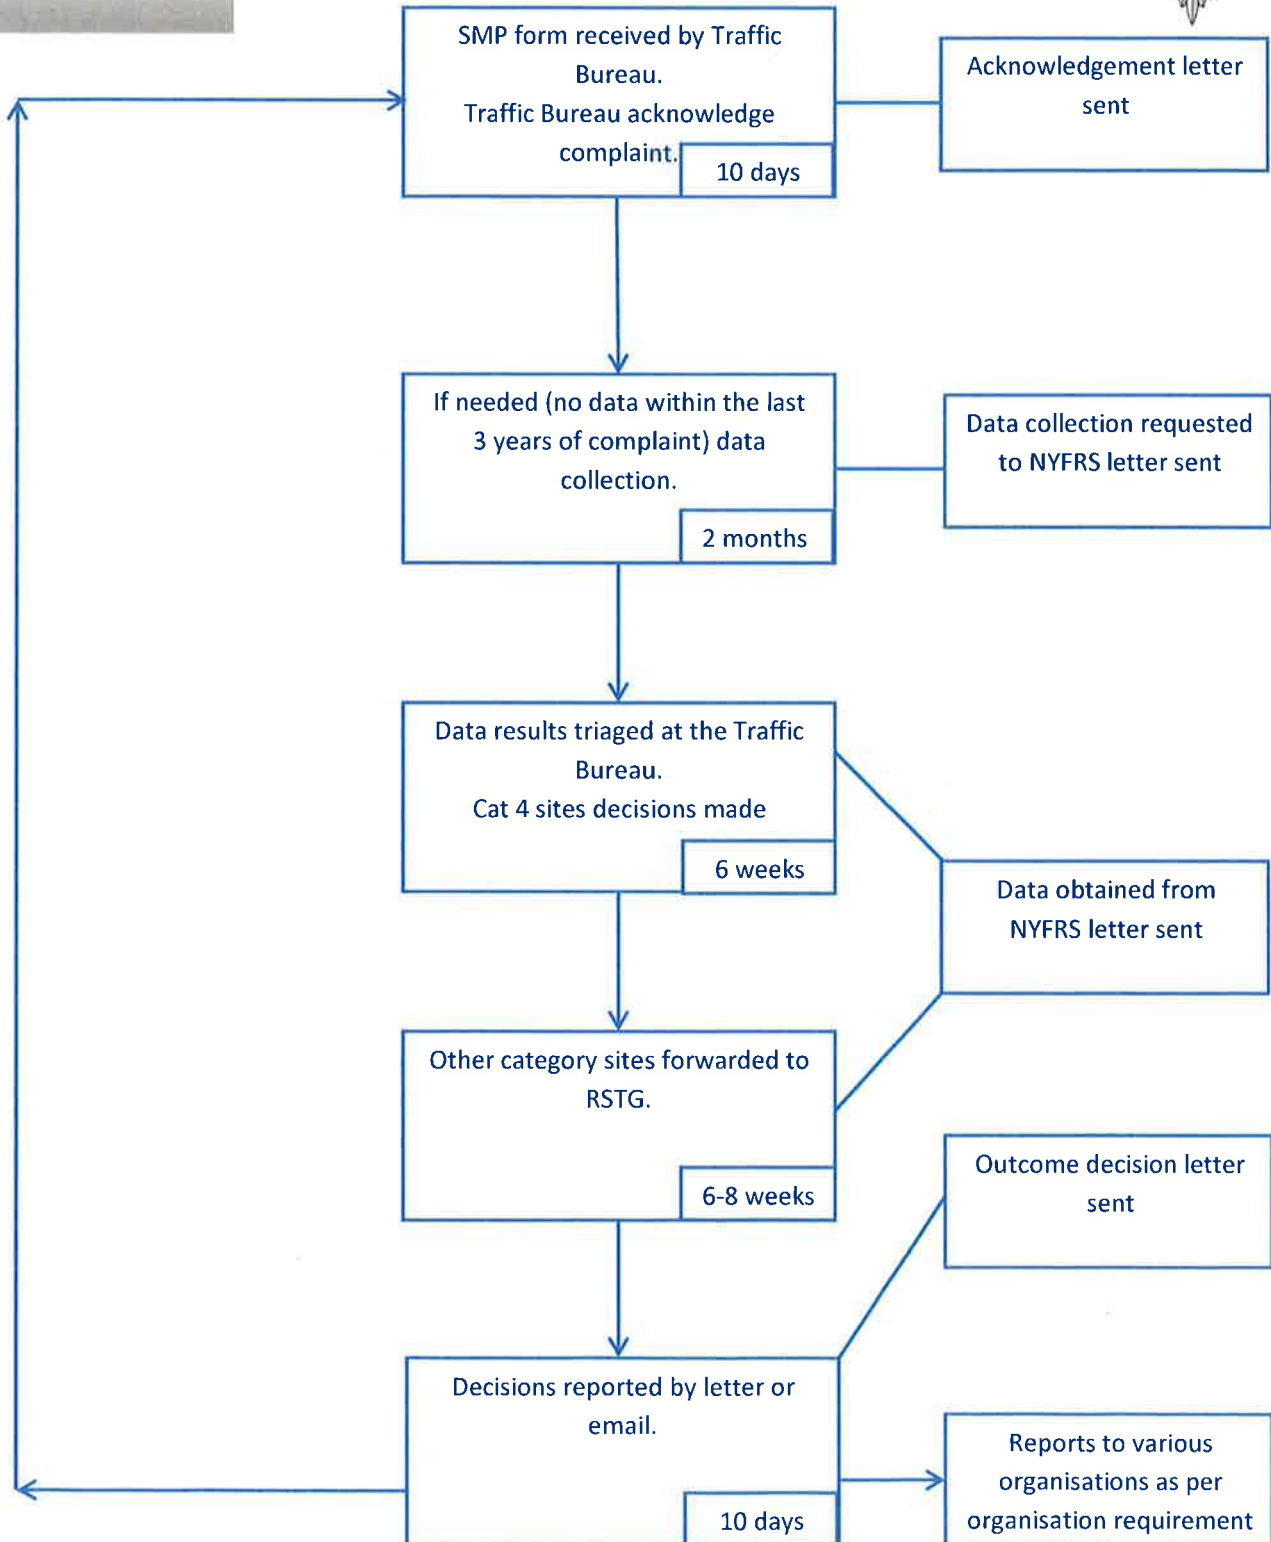 SMP form received by Traffic
Bureau.
Traffic Bureau acknowledge
complaint.
10 days
Acknowledgement letter
sent
If needed (no data within the last
3 years of complaint) data
collection.
2 months
Data collection requested
to NYFRS letter sent
Data results triaged at the Traffic
Bureau.
Cat 4 sites decisions made
6 weeks
Data obtained from
NYFRS letter sent
Other category sites forwarded to
RSTG.
6-8 weeks
Outcome decision letter
sent
Decisions reported by letter or
email.
10 days
Reports to various
organisations as per
organisation requirement